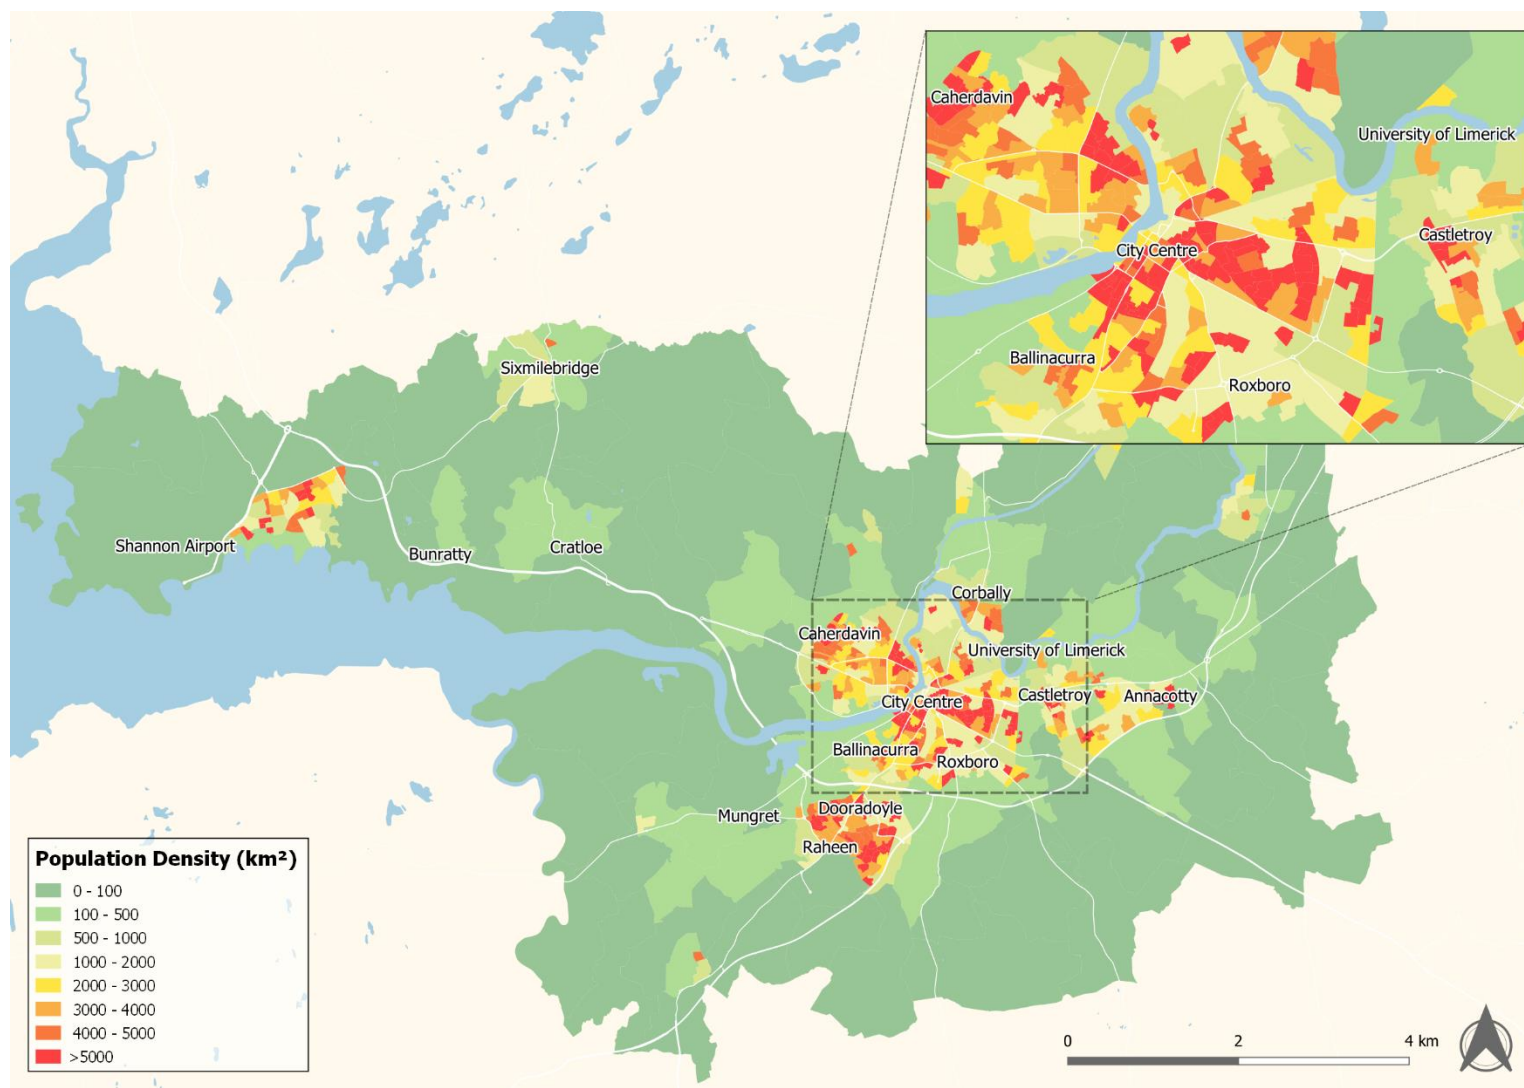 Caherdavin
University of Limerick
Castletroy
City Centre
Ballinacurra
Roxboro
Sixmilebridge
Shannon Airport
Bunratty
Cratloe
Corbally
Caherdavin
University of Limerick
City Centre
Castletroy
Annacotty
Ballinacurra
Roxboro
Mungret
Dooradoyle
Raheen
Population Density (km²)
0 - 100
100 - 500
500 - 1000
1000 - 2000
2000 - 3000
3000 - 4000
4000 - 5000
>5000
0 2 4 km